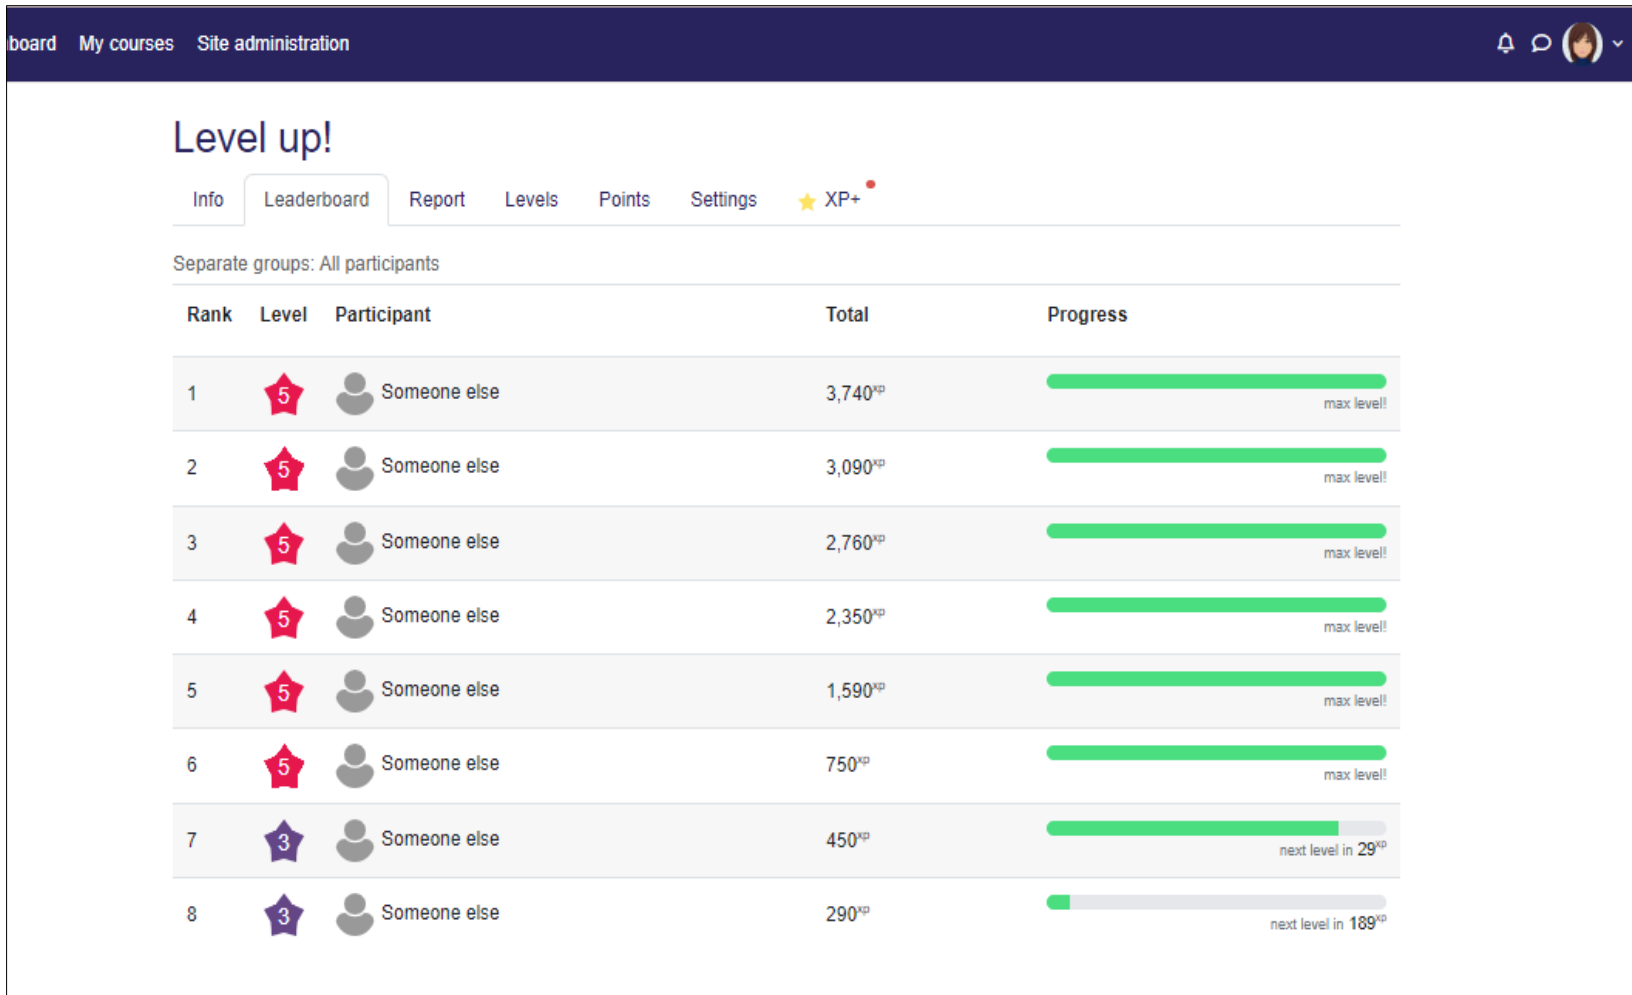 board My courses Site administration
Level up!
Info Leaderboard Report Levels Points Settings XP+
Separate groups: All participants
Rank Level Participant Total Progress
1 5 Someone else 3,740xp max level!
2 5 Someone else 3,090xp max level!
3 5 Someone else 2,760xp max level!
4 5 Someone else 2,350xp max level!
5 5 Someone else 1,590xp max level!
6 5 Someone else 750xp max level!
7 3 Someone else 450xp next level in 29xp
8 3 Someone else 290xp next level in 189xp